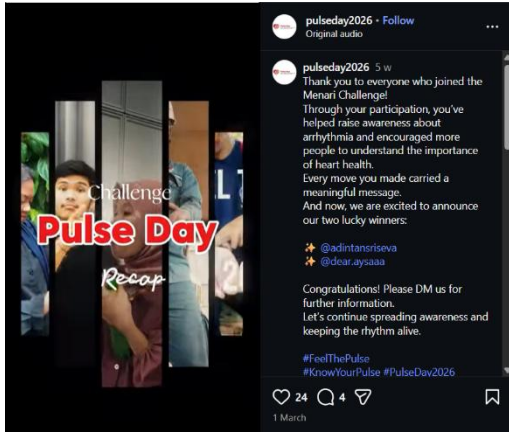 Challenge
Pulse Day
Recap
pulseday2026 • Follow
Original audio
pulseday2026 5 w
Thank you to everyone who joined the
Menari Challenge!
Through your participation, you've
helped raise awareness about
arrhythmia and encouraged more
people to understand the importance
of heart health.
Every move you made carried a
meaningful message.
And now, we are excited to announce
our two lucky winners:
✨ @adintansriseva
✨ @dear.aysaaa
Congratulations! Please DM us for
further information.
Let's continue spreading awareness and
keeping the rhythm alive.
#FeelThePulse
#KnowYourPulse #PulseDay2026
24 4
1 March